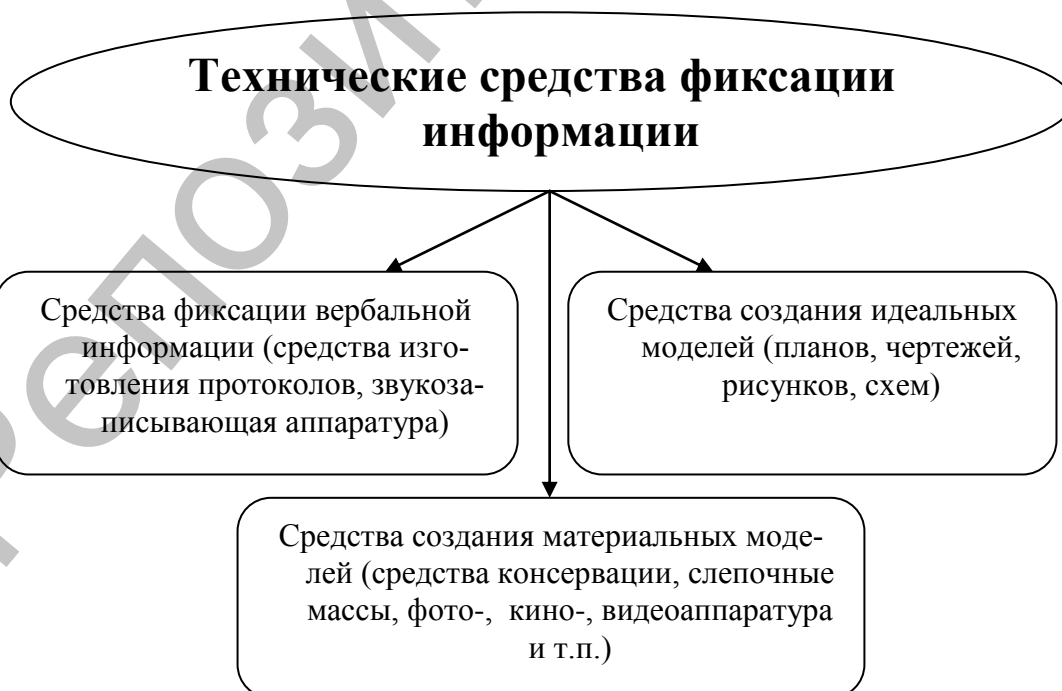 Технические средства фиксации
информации
Средства фиксации вербальной
информации (средства изго-
товления протоколов, звукоза-
писывающая аппаратура)
Средства создания идеальных
моделей (планов, чертежей,
рисунков, схем)
Средства создания материальных моде-
лей (средства консервации, слепочные
массы, фото-, кино-, видеоаппаратура
и т.п.)
Репози